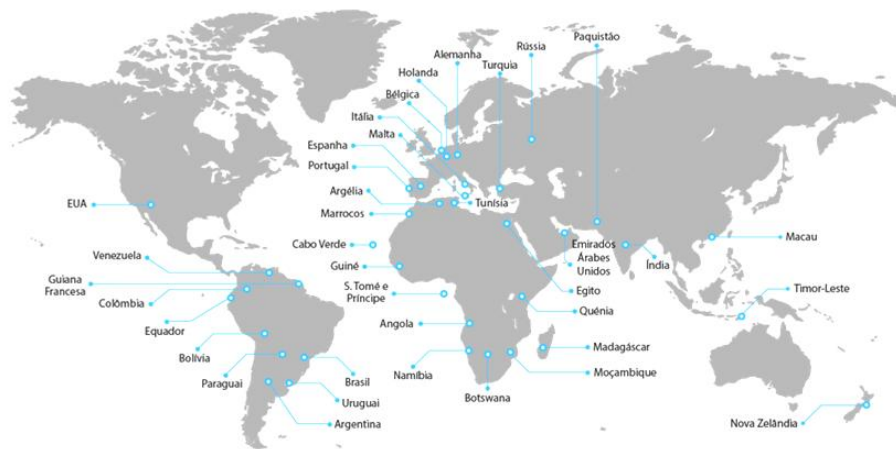 Paquistão
Rússia
Alemanha
Turquia
Holanda
Bélgica
Itália
Malta
Espanha
Portugal
Argélia
Tunísia
EUA
Marrocos
Cabo Verde
Macau
Emirados
Árabes
Unidos
Índia
Venezuela
Guiné
Guiana
Francesa
S. Tomé e
Príncipe
Egito
Timor-Leste
Colômbia
Quénia
Equador
Angola
Bolívia
Madagáscar
Paraguai
Brasil
Namíbia
Moçambique
Botswana
Uruguai
Argentina
Nova Zelândia